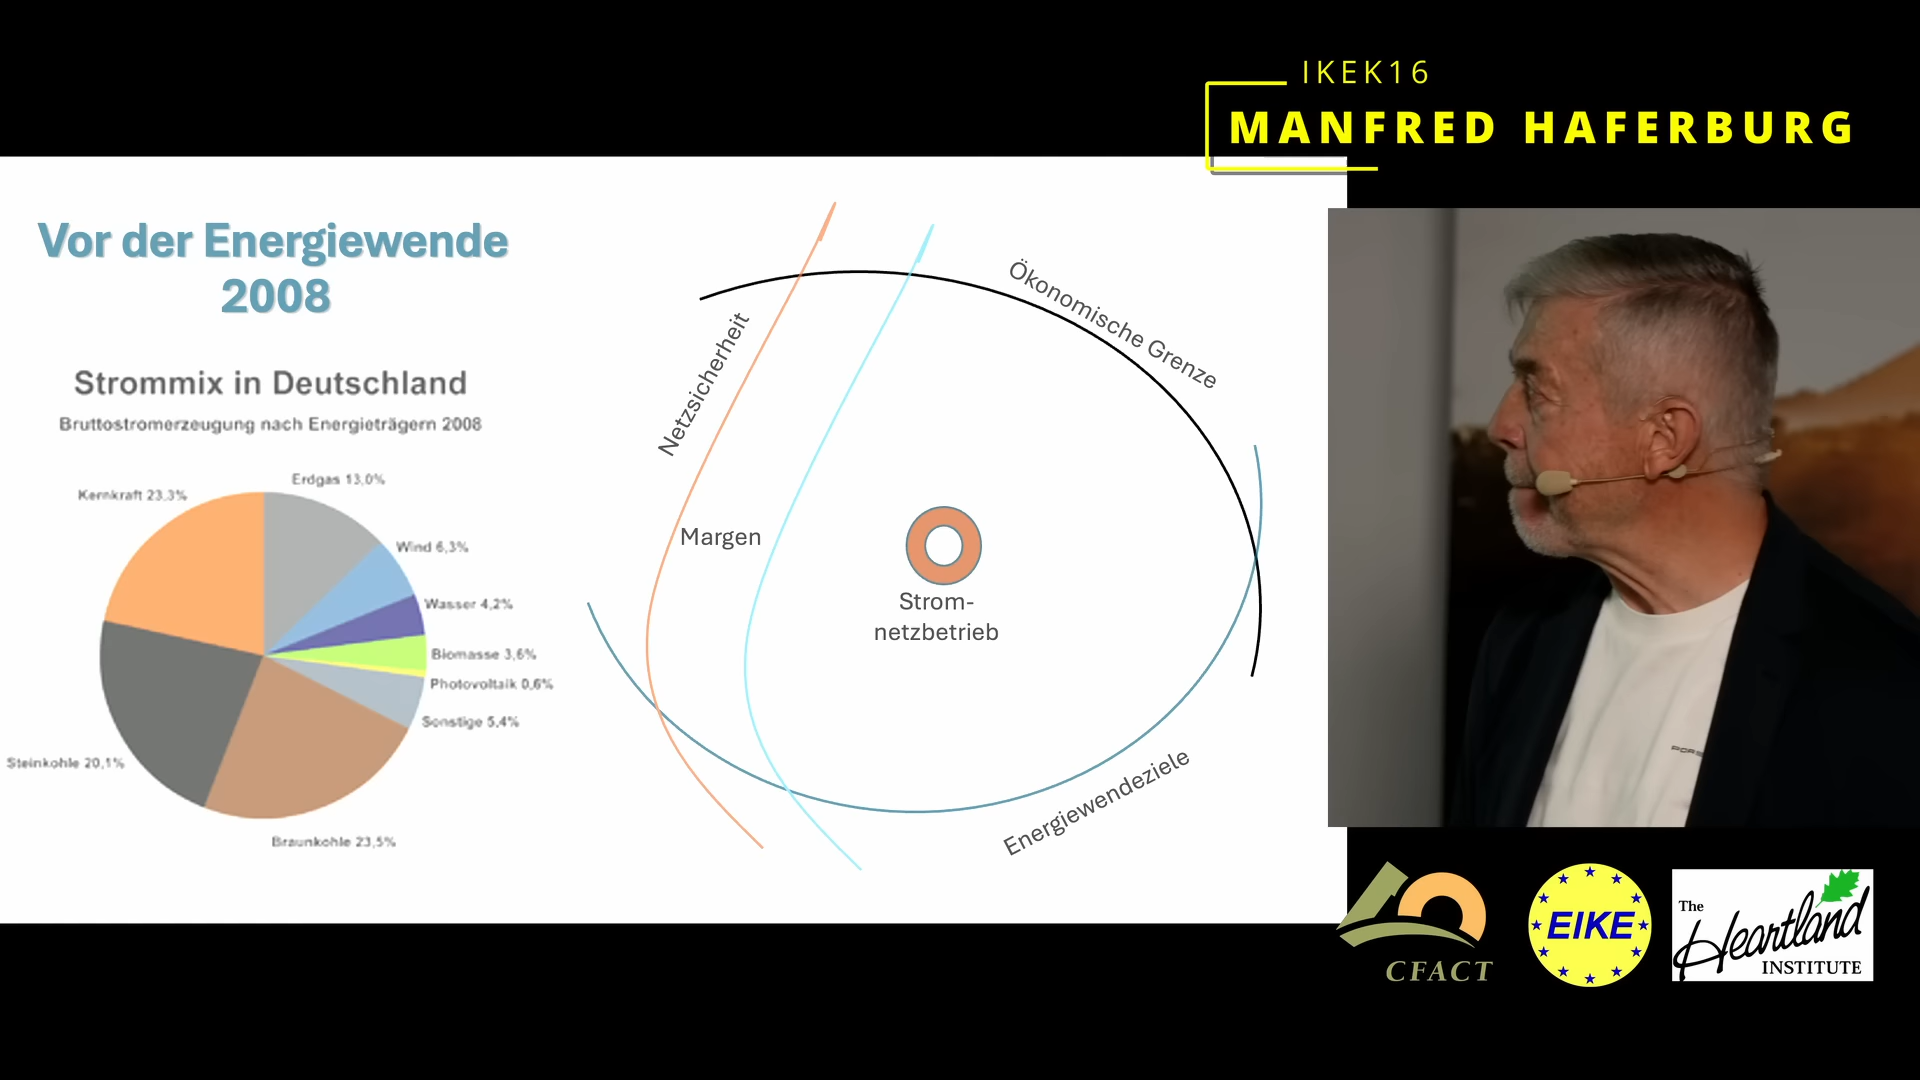 IKEK16
MANFRED HAFERBURG
Vor der Energiewende
2008
Strommix in Deutschland
Bruttostromerzeugung nach Energieträgern 2008
Erdgas 13,0%
Kernkraft 23,3%
Wind 6,3%
Wasser 4,2%
Biomasse 3,6%
Photovoltaik 0,6%
Sonstige 5,4%
Steinkohle 20,1%
Braunkohle 23,5%
Ökonomische Grenze
Netzsicherheit
Margen
Strom-
netzbetrieb
Energiewendeziele
CFACT
EIKE
The
Heartland
INSTITUTE